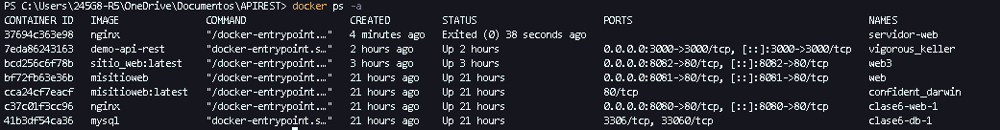 PS C:\Users\245G8-R5\OneDrive\Documentos\APIREST> docker ps -a
CONTAINER ID IMAGE COMMAND CREATED STATUS PORTS NAMES
37694c363e98 nginx "/docker-entrypoint.…" 4 minutes ago Exited (0) 38 seconds ago servidor-web
7eda86243163 demo-api-rest "docker-entrypoint.s…" 2 hours ago Up 2 hours 0.0.0.0:3000->3000/tcp, [::]:3000->3000/tcp vigorous_keller
bcd256c6f78b sitio_web:latest "/docker-entrypoint.…" 3 hours ago Up 3 hours 0.0.0.0:8082->80/tcp, [::]:8082->80/tcp web3
bf72fb63e36b misitioweb "/docker-entrypoint.…" 21 hours ago Up 21 hours 0.0.0.0:8081->80/tcp, [::]:8081->80/tcp web
cca24cf7eacf misitioweb:latest "/docker-entrypoint.…" 21 hours ago Up 21 hours 80/tcp confident_darwin
c37c01f3cc96 nginx "/docker-entrypoint.…" 21 hours ago Up 21 hours 0.0.0.0:8080->80/tcp, [::]:8080->80/tcp clase6-web-1
41b3df54ca36 mysql "docker-entrypoint.s…" 21 hours ago Up 21 hours 3306/tcp, 33060/tcp clase6-db-1